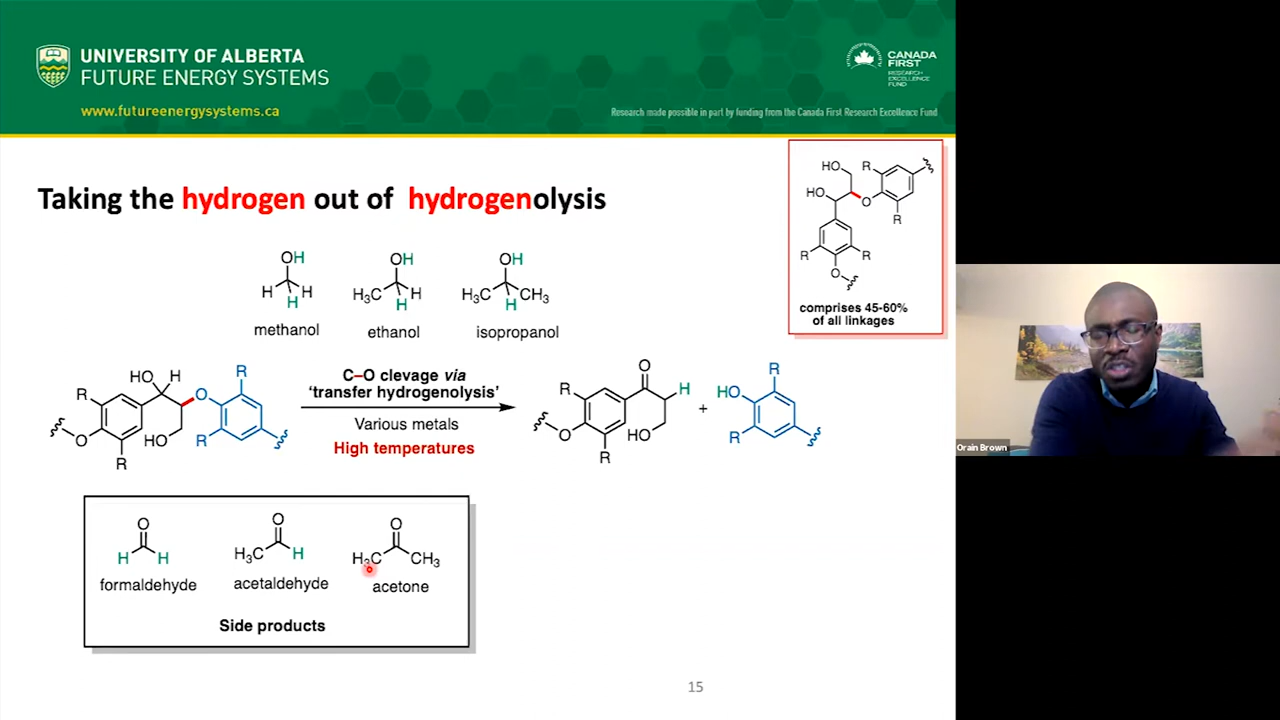 UNIVERSITY OF ALBERTA
FUTURE ENERGY SYSTEMS
www.futureenergysystems.ca
CANADA
FIRST
RESEARCH
EXCELLENCE
FUND
Research made possible in part by funding from the Canada First Research Excellence Fund
Taking the hydrogen out of hydrogenolysis
HO R
HO
O
R
R R
O
comprises 45-60%
of all linkages
OH
H H
H
methanol
OH
H3C H
H
ethanol
OH
H3C CH3
H
isopropanol
R HO H O R
O R HO R
C–O clevage via
'transfer hydrogenolysis'
Various metals
High temperatures
R O H
O R HO
+
HO R
R
O
H H
formaldehyde
O
H3C H
acetaldehyde
O
H3C CH3
acetone
Side products
15
Orain Brown